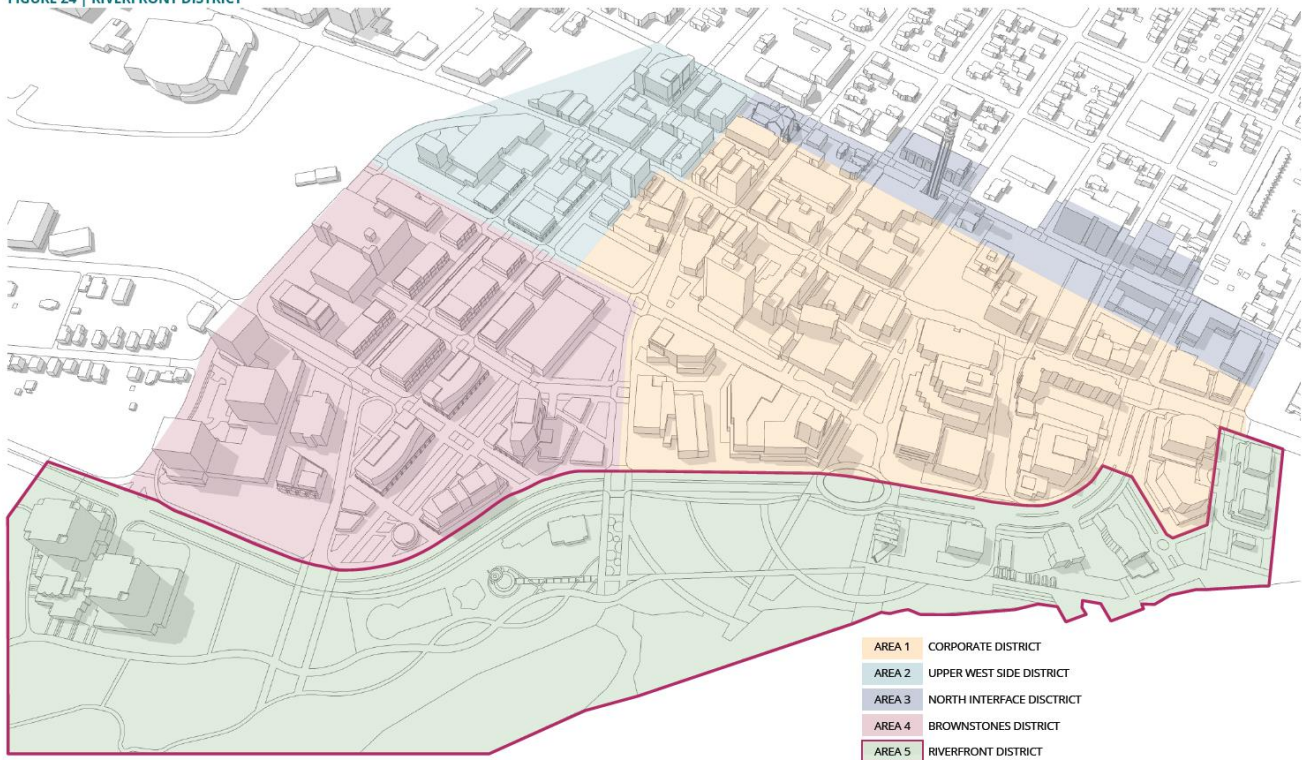 FIGURE 24 | RIVERFRONT DISTRICT
AREA 1 CORPORATE DISTRICT
AREA 2 UPPER WEST SIDE DISTRICT
AREA 3 NORTH INTERFACE DISCTRICT
AREA 4 BROWNSTONES DISTRICT
AREA 5 RIVERFRONT DISTRICT